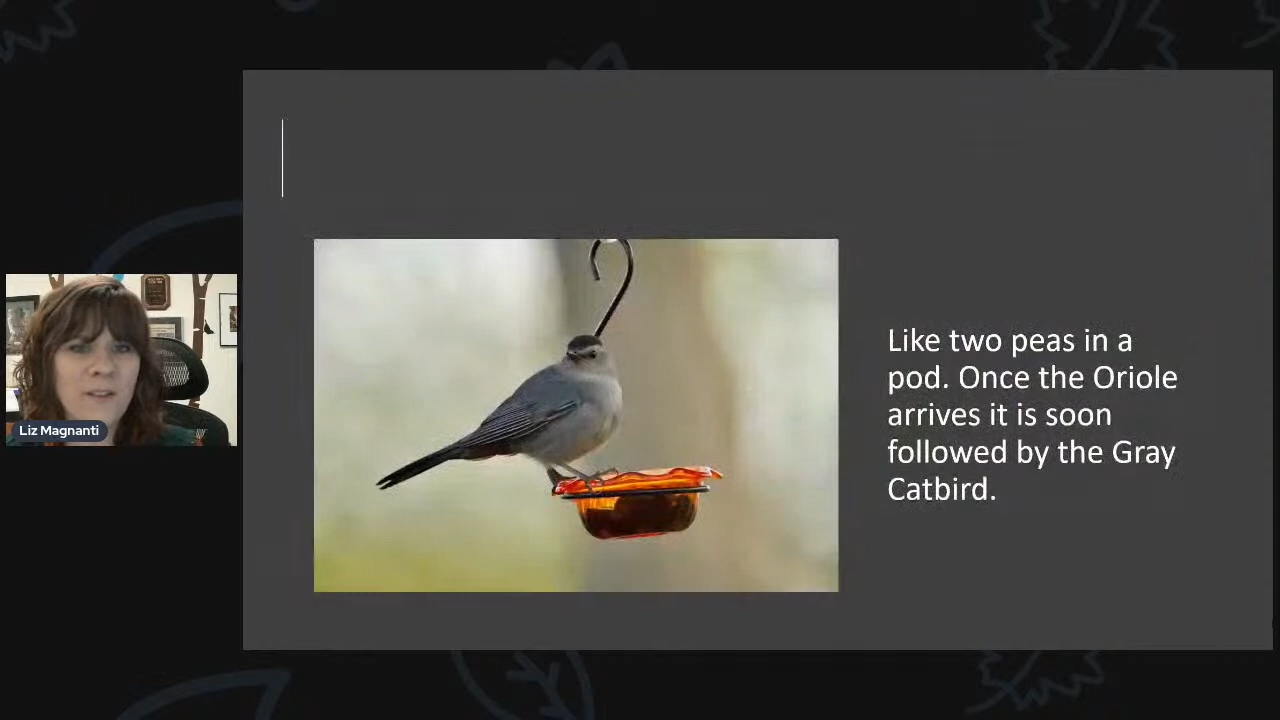 Liz Magnanti
Like two peas in a
pod. Once the Oriole
arrives it is soon
followed by the Gray
Catbird.